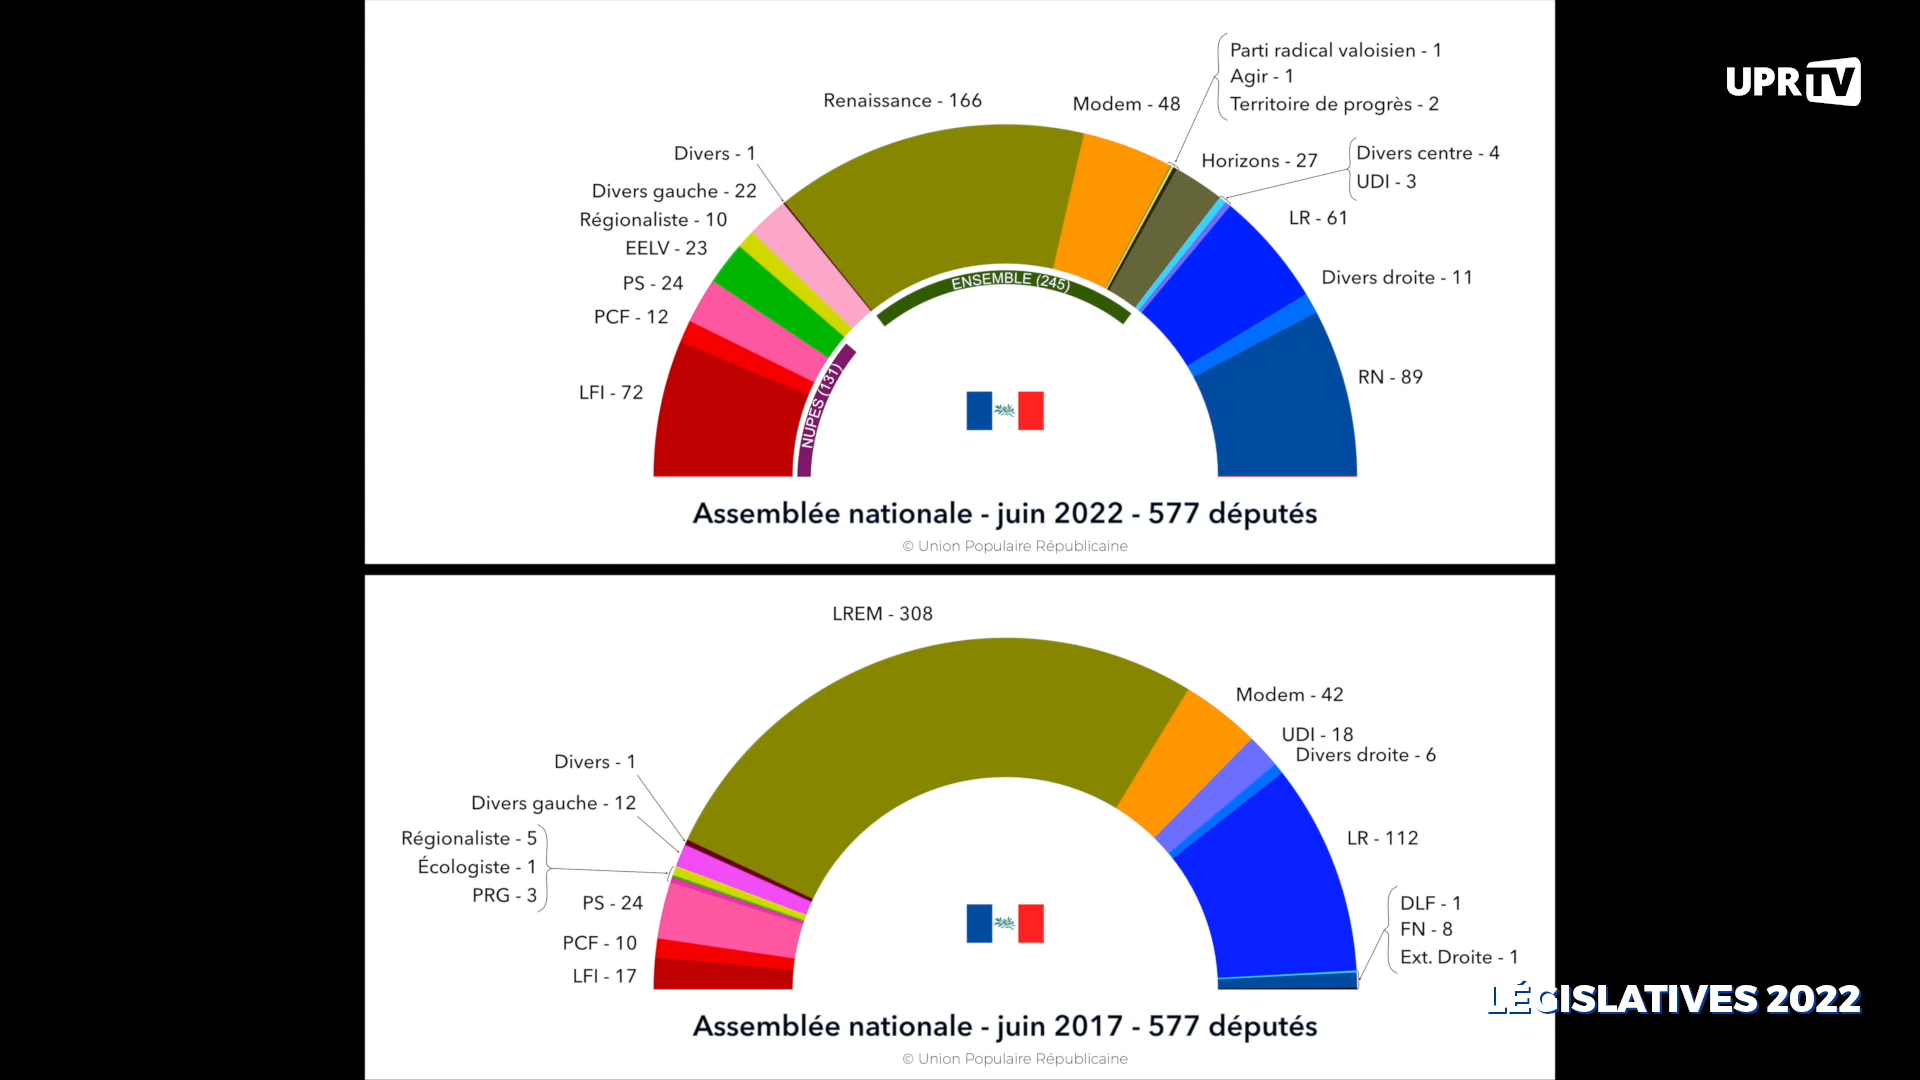 UPR TV
Parti radical valoisien - 1
Agir - 1
Territoire de progrès - 2
Renaissance - 166
Modem - 48
Divers - 1
Horizons - 27
Divers centre - 4
UDI - 3
Divers gauche - 22
Régionaliste - 10
LR - 61
EELV - 23
PS - 24
Divers droite - 11
PCF - 12
ENSEMBLE (245)
RN - 89
LFI - 72
NUPES (131)
Assemblée nationale - juin 2022 - 577 députés
© Union Populaire Républicaine
LREM - 308
Modem - 42
UDI - 18
Divers droite - 6
Divers - 1
Divers gauche - 12
Régionaliste - 5
Écologiste - 1
PRG - 3
LR - 112
PS - 24
DLF - 1
FN - 8
Ext. Droite - 1
PCF - 10
LFI - 17
LÉGISLATIVES 2022
Assemblée nationale - juin 2017 - 577 députés
© Union Populaire Républicaine